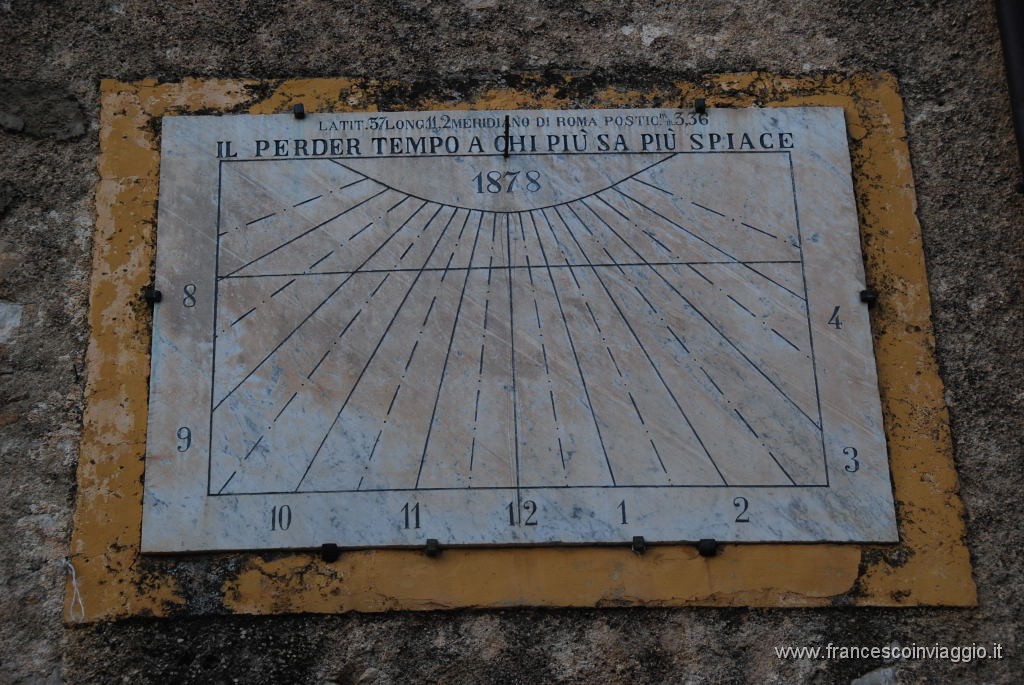 LATIT. 37 LONG. 11.2 MERIDIANO DI ROMA POSTIC. m. 3,36
IL PERDER TEMPO A CHI PIÙ SA PIÙ SPIACE
1878
8
4
9
3
10 11 12 1 2
www.francescoinviaggio.it